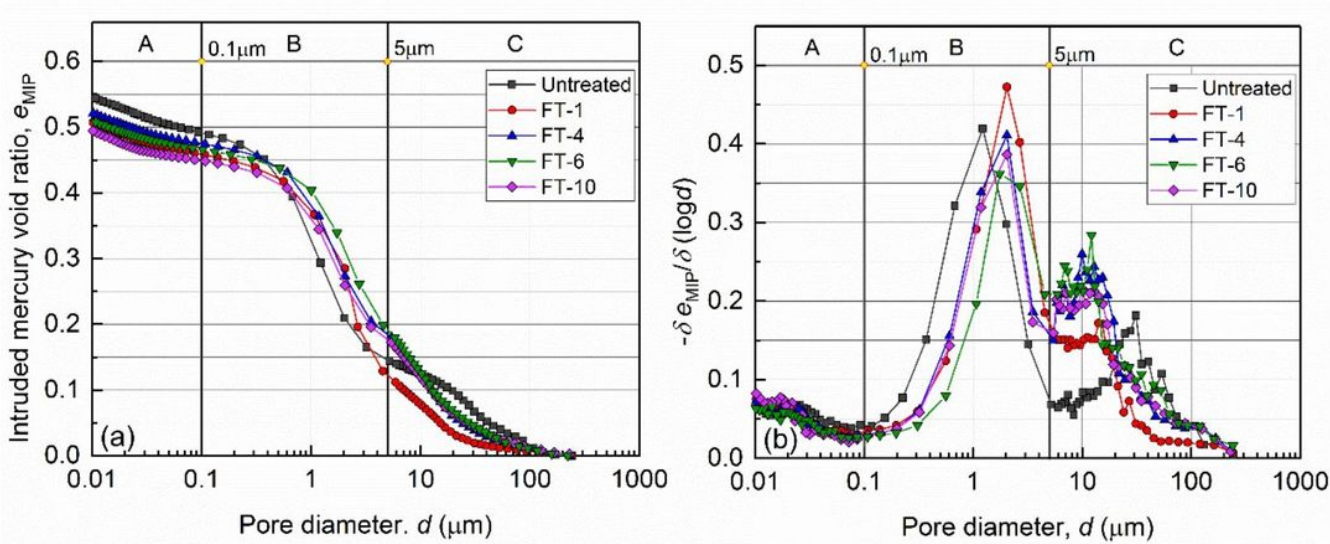 A
0.1μm
B
5μm
C
Untreated
FT-1
FT-4
FT-6
FT-10
0.6
0.5
0.4
0.3
0.2
0.1
0.0
Intruded mercury void ratio, eMIP
(a)
0.01
0.1
1
10
100
1000
Pore diameter. d (μm)
A
0.1μm
B
5μm
C
Untreated
FT-1
FT-4
FT-6
FT-10
0.5
0.4
0.3
0.2
0.1
0.0
-δ eMIP/δ (logd)
(b)
0.01
0.1
1
10
100
1000
Pore diameter, d (μm)